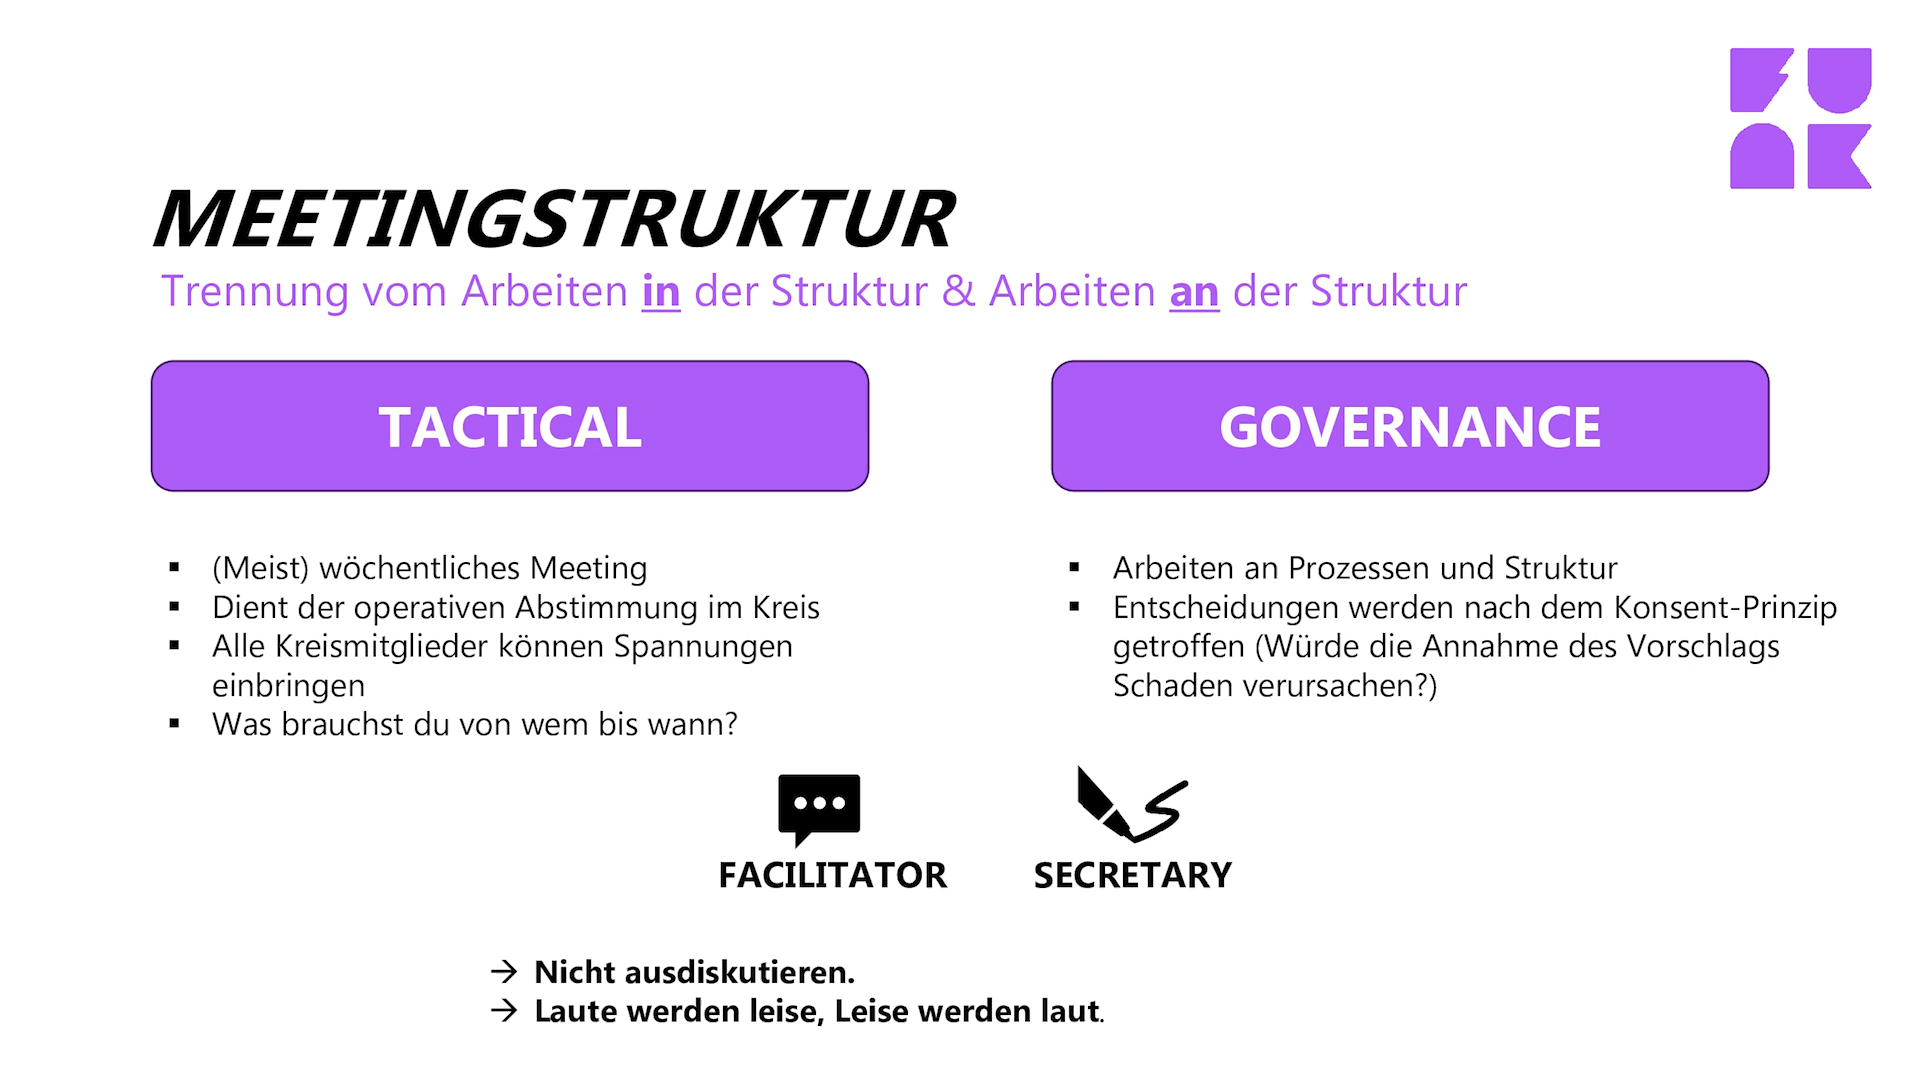 FUNK
MEETINGSTRUKTUR
Trennung vom Arbeiten in der Struktur & Arbeiten an der Struktur
TACTICAL
▪ (Meist) wöchentliches Meeting
▪ Dient der operativen Abstimmung im Kreis
▪ Alle Kreismitglieder können Spannungen
einbringen
▪ Was brauchst du von wem bis wann?
GOVERNANCE
▪ Arbeiten an Prozessen und Struktur
▪ Entscheidungen werden nach dem Konsent-Prinzip
getroffen (Würde die Annahme des Vorschlags
Schaden verursachen?)
FACILITATOR
SECRETARY
→ Nicht ausdiskutieren.
→ Laute werden leise, Leise werden laut.